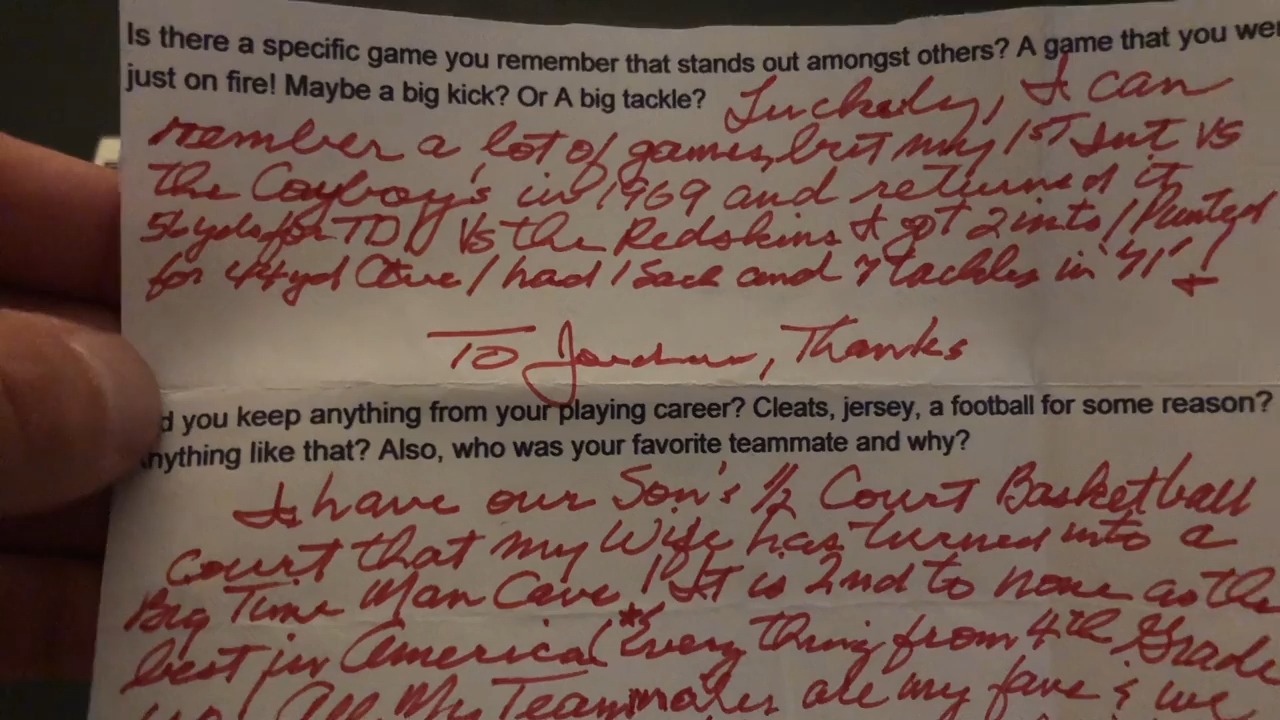 Is there a specific game you remember that stands out amongst others? A game that you wer
just on fire! Maybe a big kick? Or A big tackle? Luckely, I can
remember a lot of games, but my 1st Int vs
the Cowboy's in 1969 and returned it
56 yds for TD!! Vs the Redskins I got 2 ints / Punted
for 44 yd ave / had 1 Sack and 7 tackles in '71'!
To Jordan, Thanks
d you keep anything from your playing career? Cleats, jersey, a football for some reason?
nything like that? Also, who was your favorite teammate and why?
I have our Son's 1/2 Court Basketball
court that my Wife has turned into a
Big Time Man Cave! It is 2nd to none as the
best in America! * Every thing from 4th Grade
up! All My Teammates are my fave & we